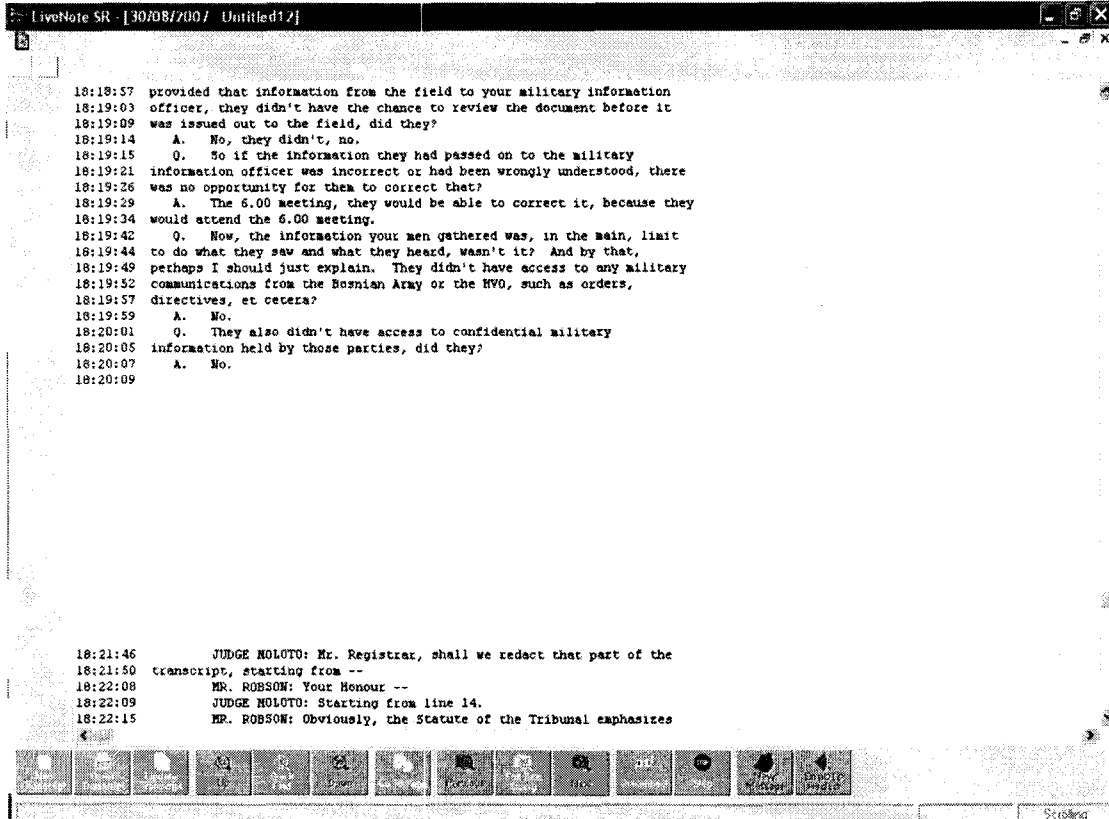 LiveNote SR - [30/08/2007 Untitled12]
18:18:57 provided that information from the field to your military information
18:19:03 officer, they didn't have the chance to review the document before it
18:19:09 was issued out to the field, did they?
18:19:14 A. No, they didn't, no.
18:19:15 Q. So if the information they had passed on to the military
18:19:21 information officer was incorrect or had been wrongly understood, there
18:19:26 was no opportunity for them to correct that?
18:19:29 A. The 6.00 meeting, they would be able to correct it, because they
18:19:34 would attend the 6.00 meeting.
18:19:42 Q. Now, the information your men gathered was, in the main, limit
18:19:44 to do what they saw and what they heard, wasn't it? And by that,
18:19:49 perhaps I should just explain. They didn't have access to any military
18:19:52 communications from the Bosnian Army or the HVO, such as orders,
18:19:57 directives, et cetera?
18:19:59 A. No.
18:20:01 Q. They also didn't have access to confidential military
18:20:05 information held by those parties, did they?
18:20:07 A. No.
18:20:09
18:21:46 JUDGE MOLOTO: Mr. Registrar, shall we redact that part of the
18:21:50 transcript, starting from --
18:22:08 MR. ROBSON: Your Honour --
18:22:09 JUDGE MOLOTO: Starting from line 14.
18:22:15 MR. ROBSON: Obviously, the Statute of the Tribunal emphasizes
Up
Down
Scrolling